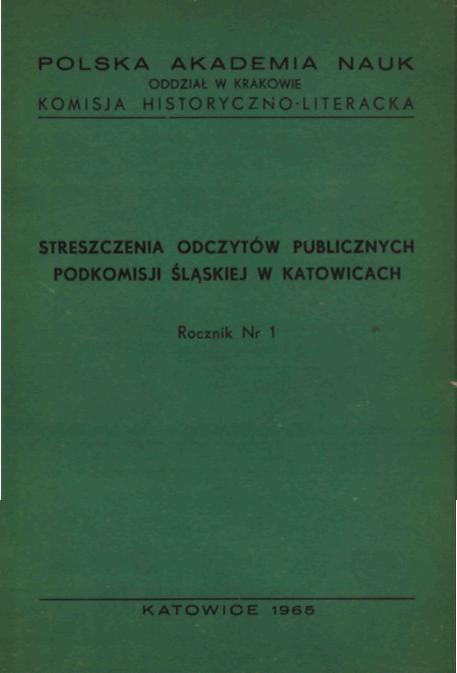 POLSKA AKADEMIA NAUK
ODDZIAŁ W KRAKOWIE
KOMISJA HISTORYCZNO-LITERACKA
STRESZCZENIA ODCZYTÓW PUBLICZNYCH
PODKOMISJI ŚLĄSKIEJ W KATOWICACH
Rocznik Nr 1
KATOWICE 1965